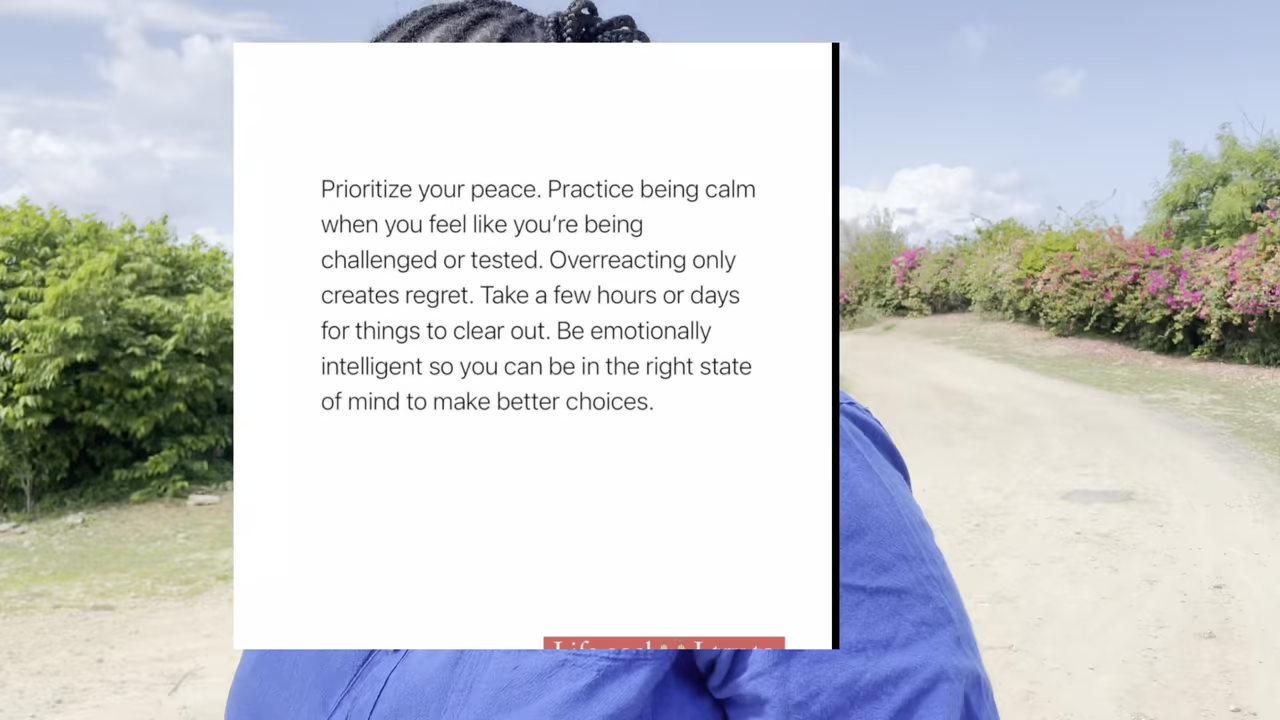 Prioritize your peace. Practice being calm
when you feel like you're being
challenged or tested. Overreacting only
creates regret. Take a few hours or days
for things to clear out. Be emotionally
intelligent so you can be in the right state
of mind to make better choices.